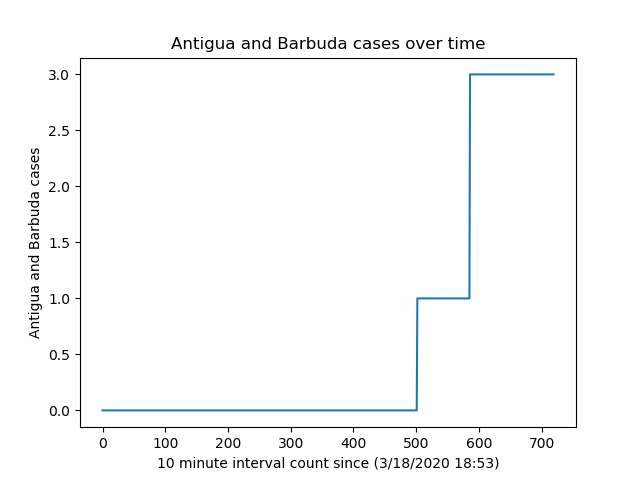 Antigua and Barbuda cases over time
Antigua and Barbuda cases
3.0
2.5
2.0
1.5
1.0
0.5
0.0
0 100 200 300 400 500 600 700
10 minute interval count since (3/18/2020 18:53)